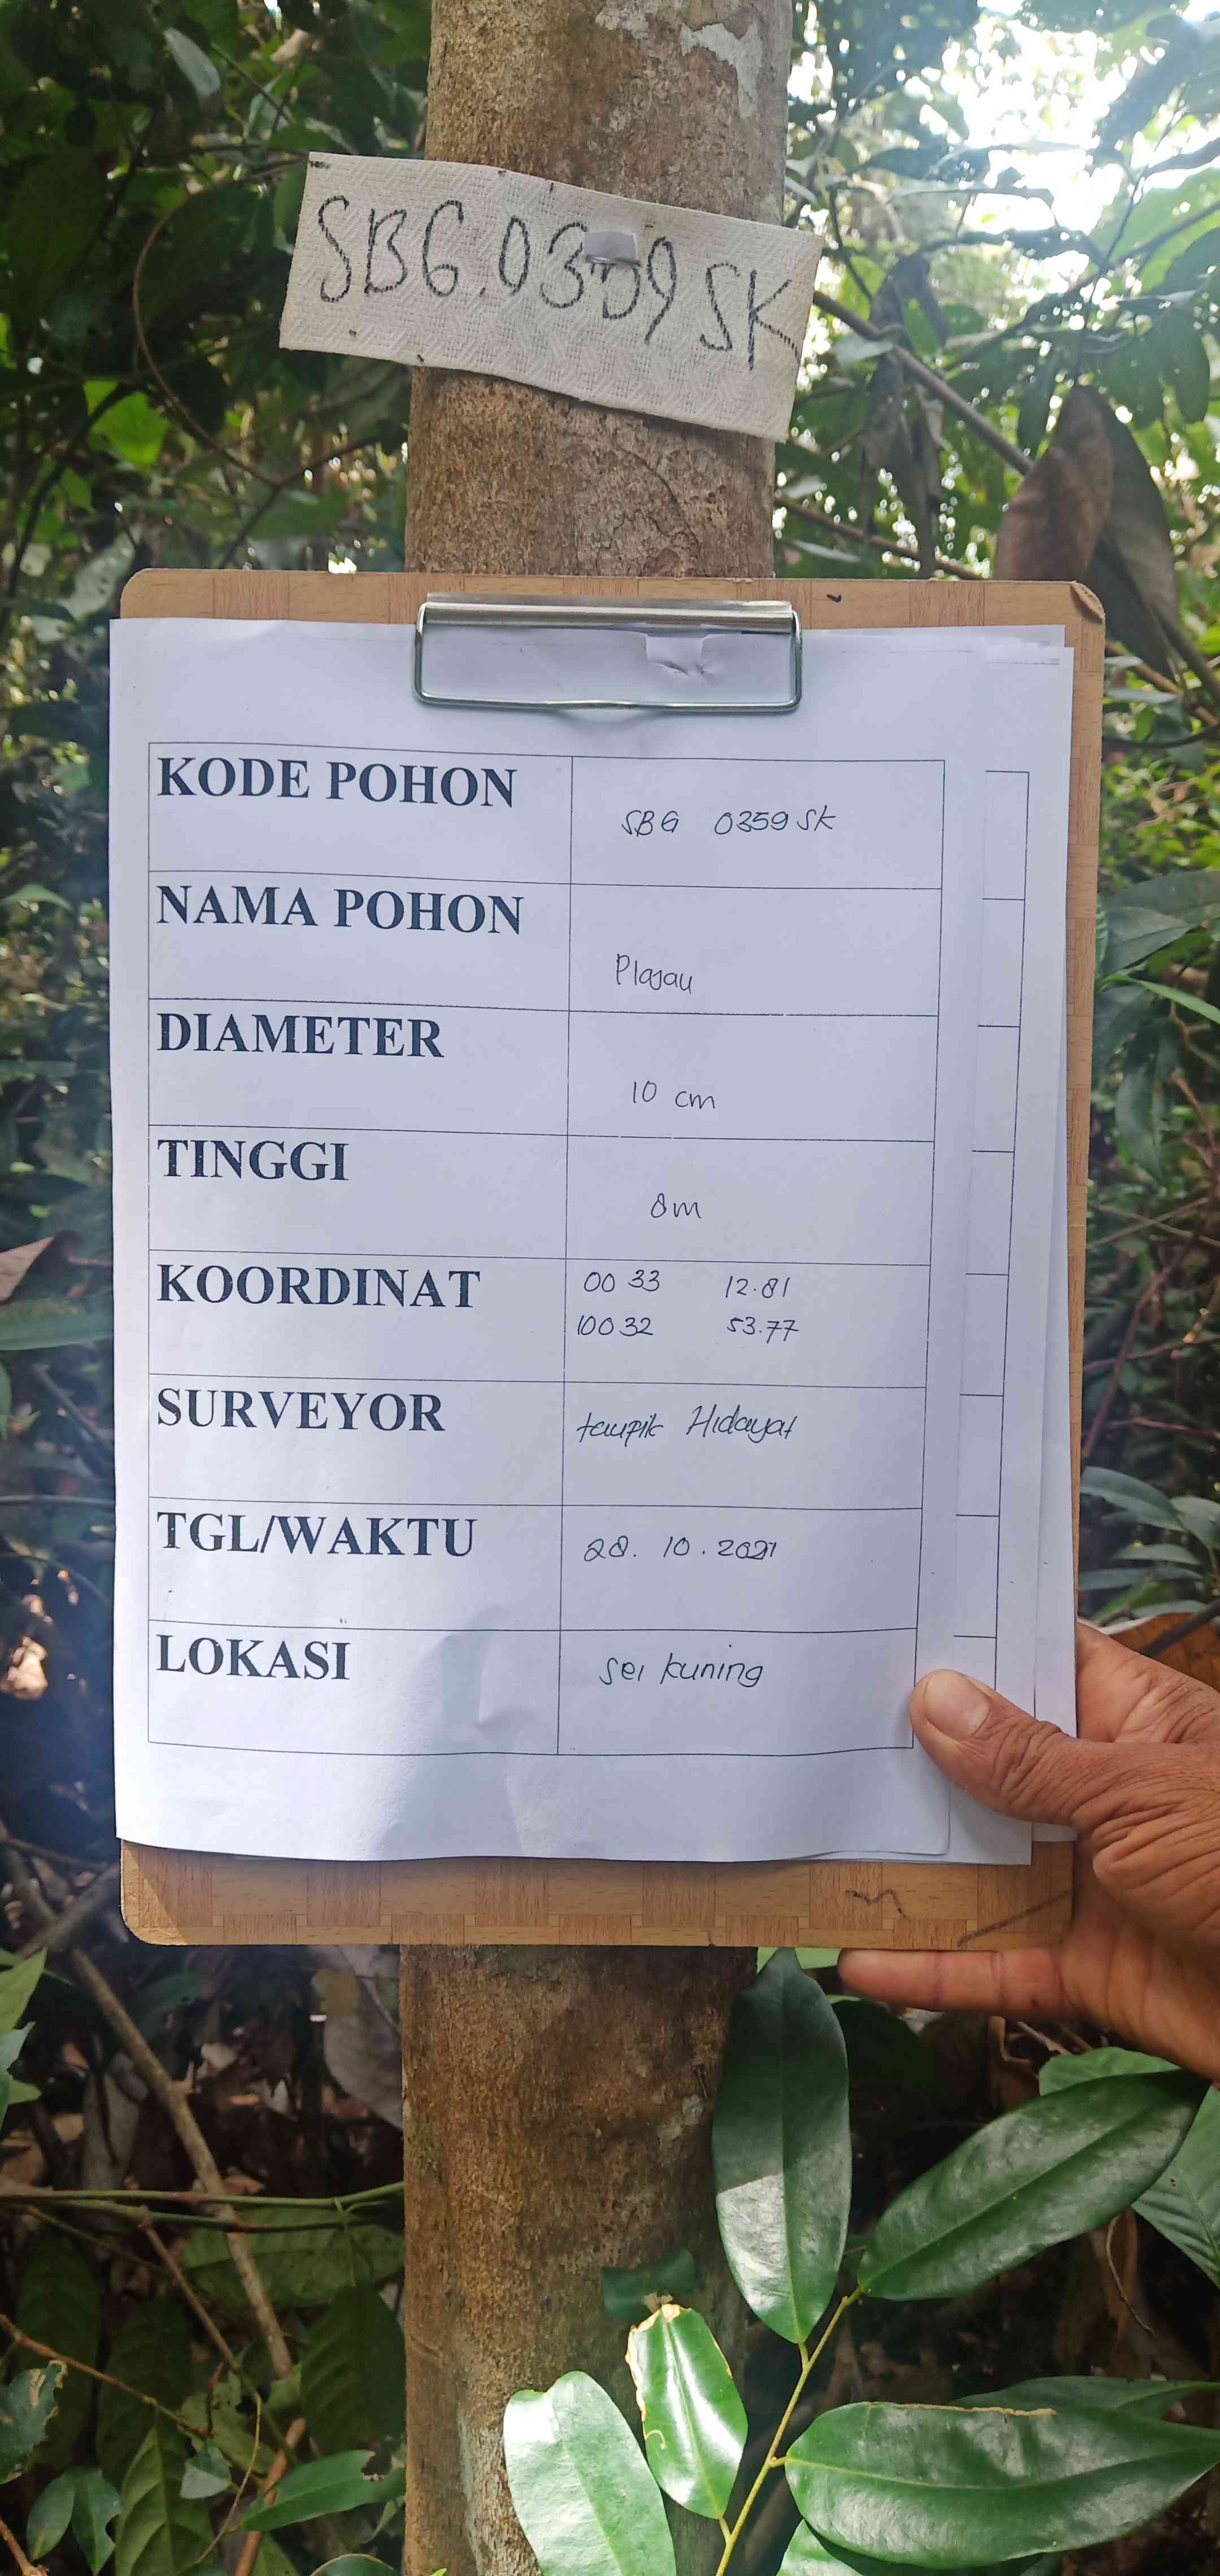 SBG.0359 SK
KODE POHON
SBG 0359 SK
NAMA POHON
Plajau
DIAMETER
10 cm
TINGGI
8m
KOORDINAT
00 33 12.81
100 32 53.77
SURVEYOR
taupik Hidayat
TGL/WAKTU
28. 10. 2021
LOKASI
Sei kuning